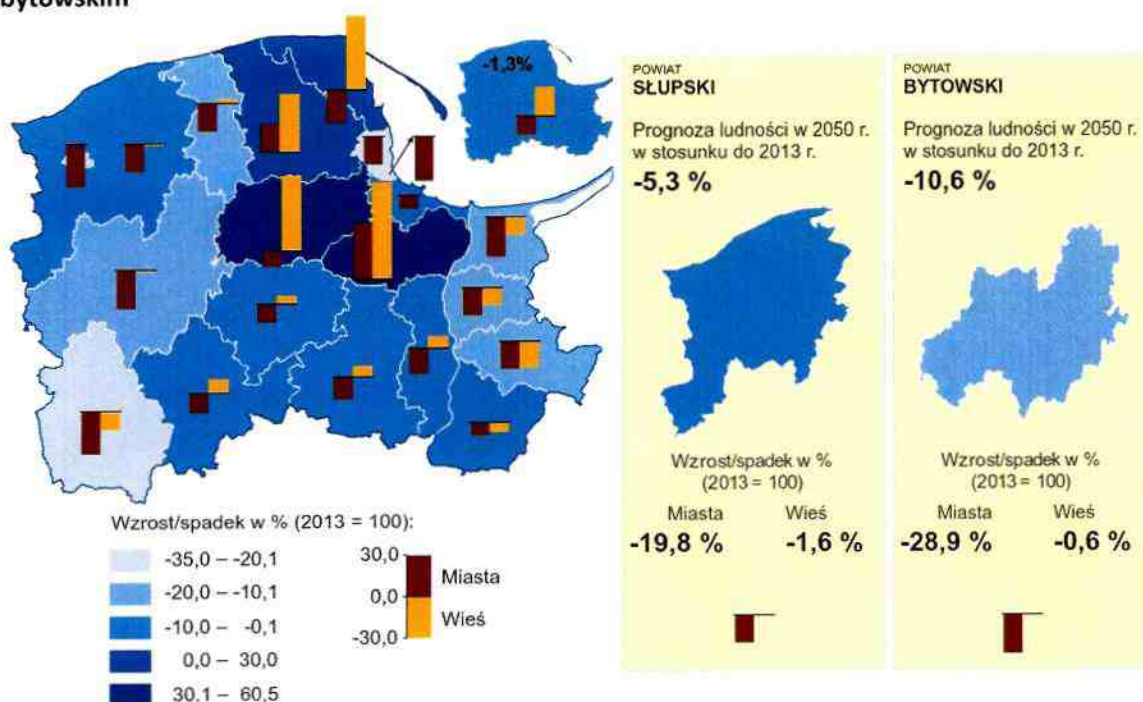 bytowskim
-1,3%
POWIAT
SŁUPSKI
Prognoza ludności w 2050 r.
w stosunku do 2013 r.
-5,3 %
Wzrost/spadek w %
(2013 = 100)
Miasta Wieś
-19,8 % -1,6 %
POWIAT
BYTOWSKI
Prognoza ludności w 2050 r.
w stosunku do 2013 r.
-10,6 %
Wzrost/spadek w %
(2013 = 100)
Miasta Wieś
-28,9 % -0,6 %
Wzrost/spadek w % (2013 = 100):
-35,0 – -20,1
-20,0 – -10,1
-10,0 – -0,1
0,0 – 30,0
30,1 – 60,5
30,0
0,0
-30,0
Miasta
Wieś